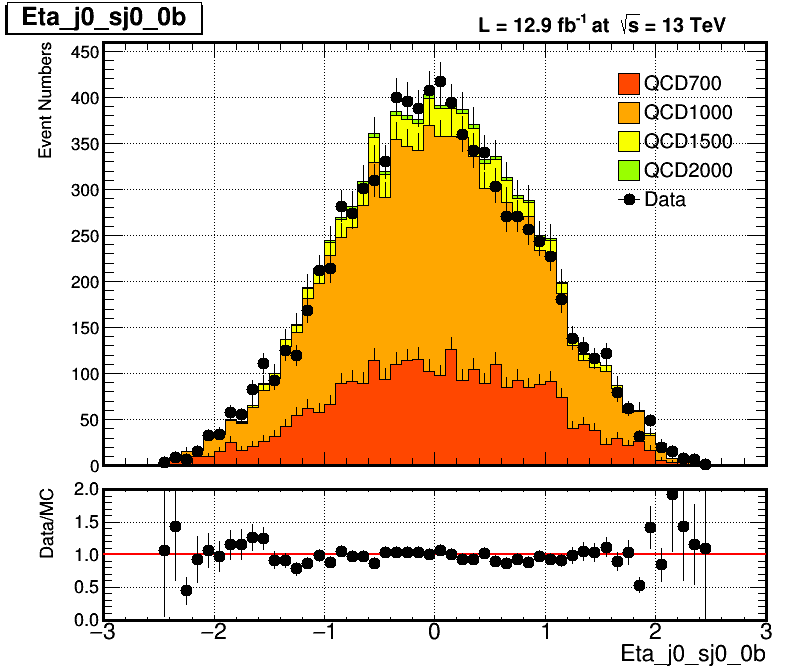 Eta_j0_sj0_0b
L = 12.9 fb-1 at √s = 13 TeV
Event Numbers
450
400
350
300
250
200
150
100
50
0
QCD700
QCD1000
QCD1500
QCD2000
Data
Data/MC
2.0
1.5
1.0
0.5
0.0
−3 −2 −1 0 1 2 3
Eta_j0_sj0_0b